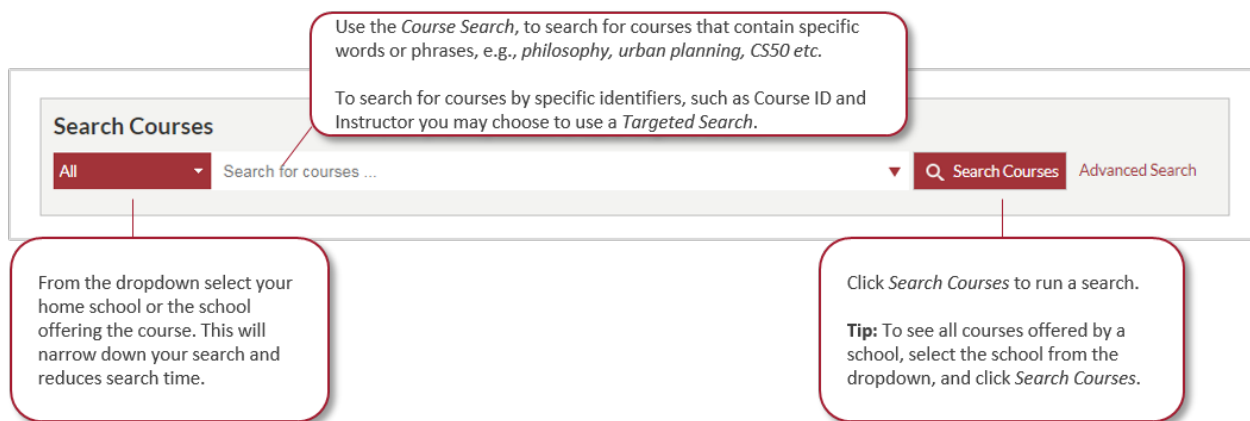 Use the Course Search, to search for courses that contain specific
words or phrases, e.g., philosophy, urban planning, CS50 etc.
To search for courses by specific identifiers, such as Course ID and
Instructor you may choose to use a Targeted Search.
Search Courses
All
Search for courses ...
Search Courses
Advanced Search
From the dropdown select your
home school or the school
offering the course. This will
narrow down your search and
reduces search time.
Click Search Courses to run a search.
Tip: To see all courses offered by a
school, select the school from the
dropdown, and click Search Courses.